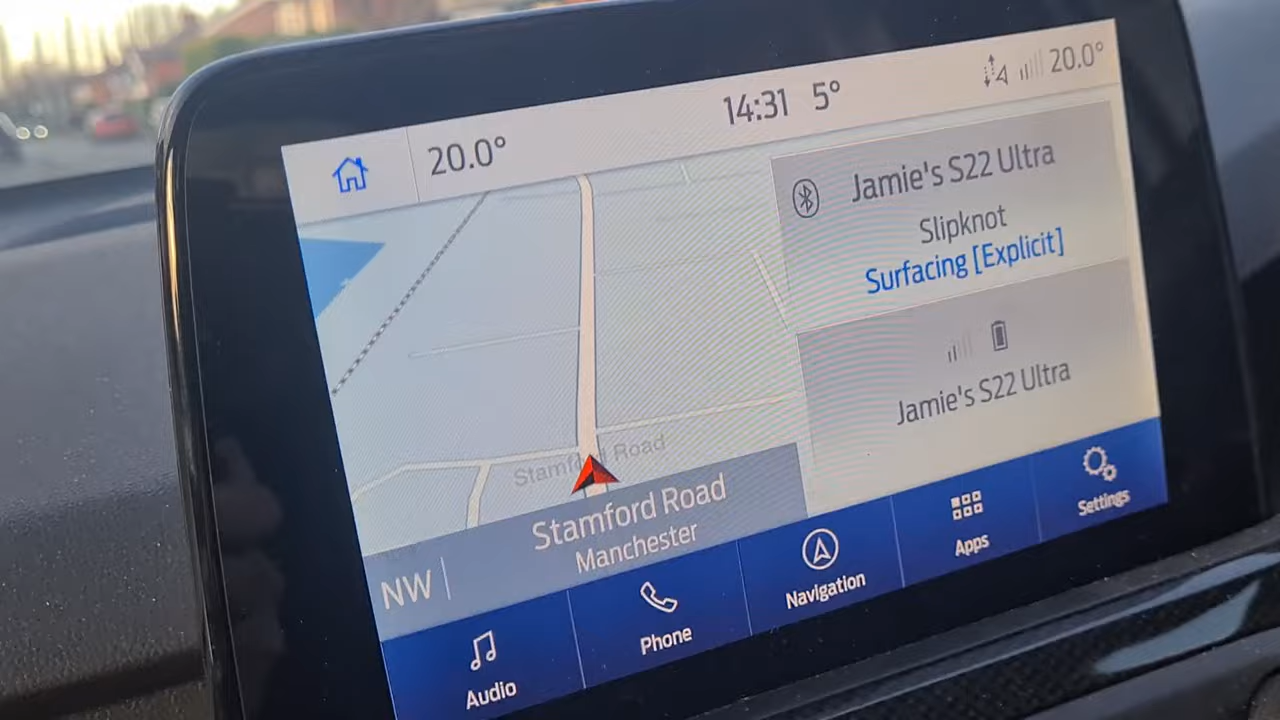 20.0°
14:31 5°
20.0°
Jamie's S22 Ultra
Slipknot
Surfacing [Explicit]
Jamie's S22 Ultra
Stamford Road
Stamford Road
Manchester
NW
Audio
Phone
Navigation
Apps
Settings